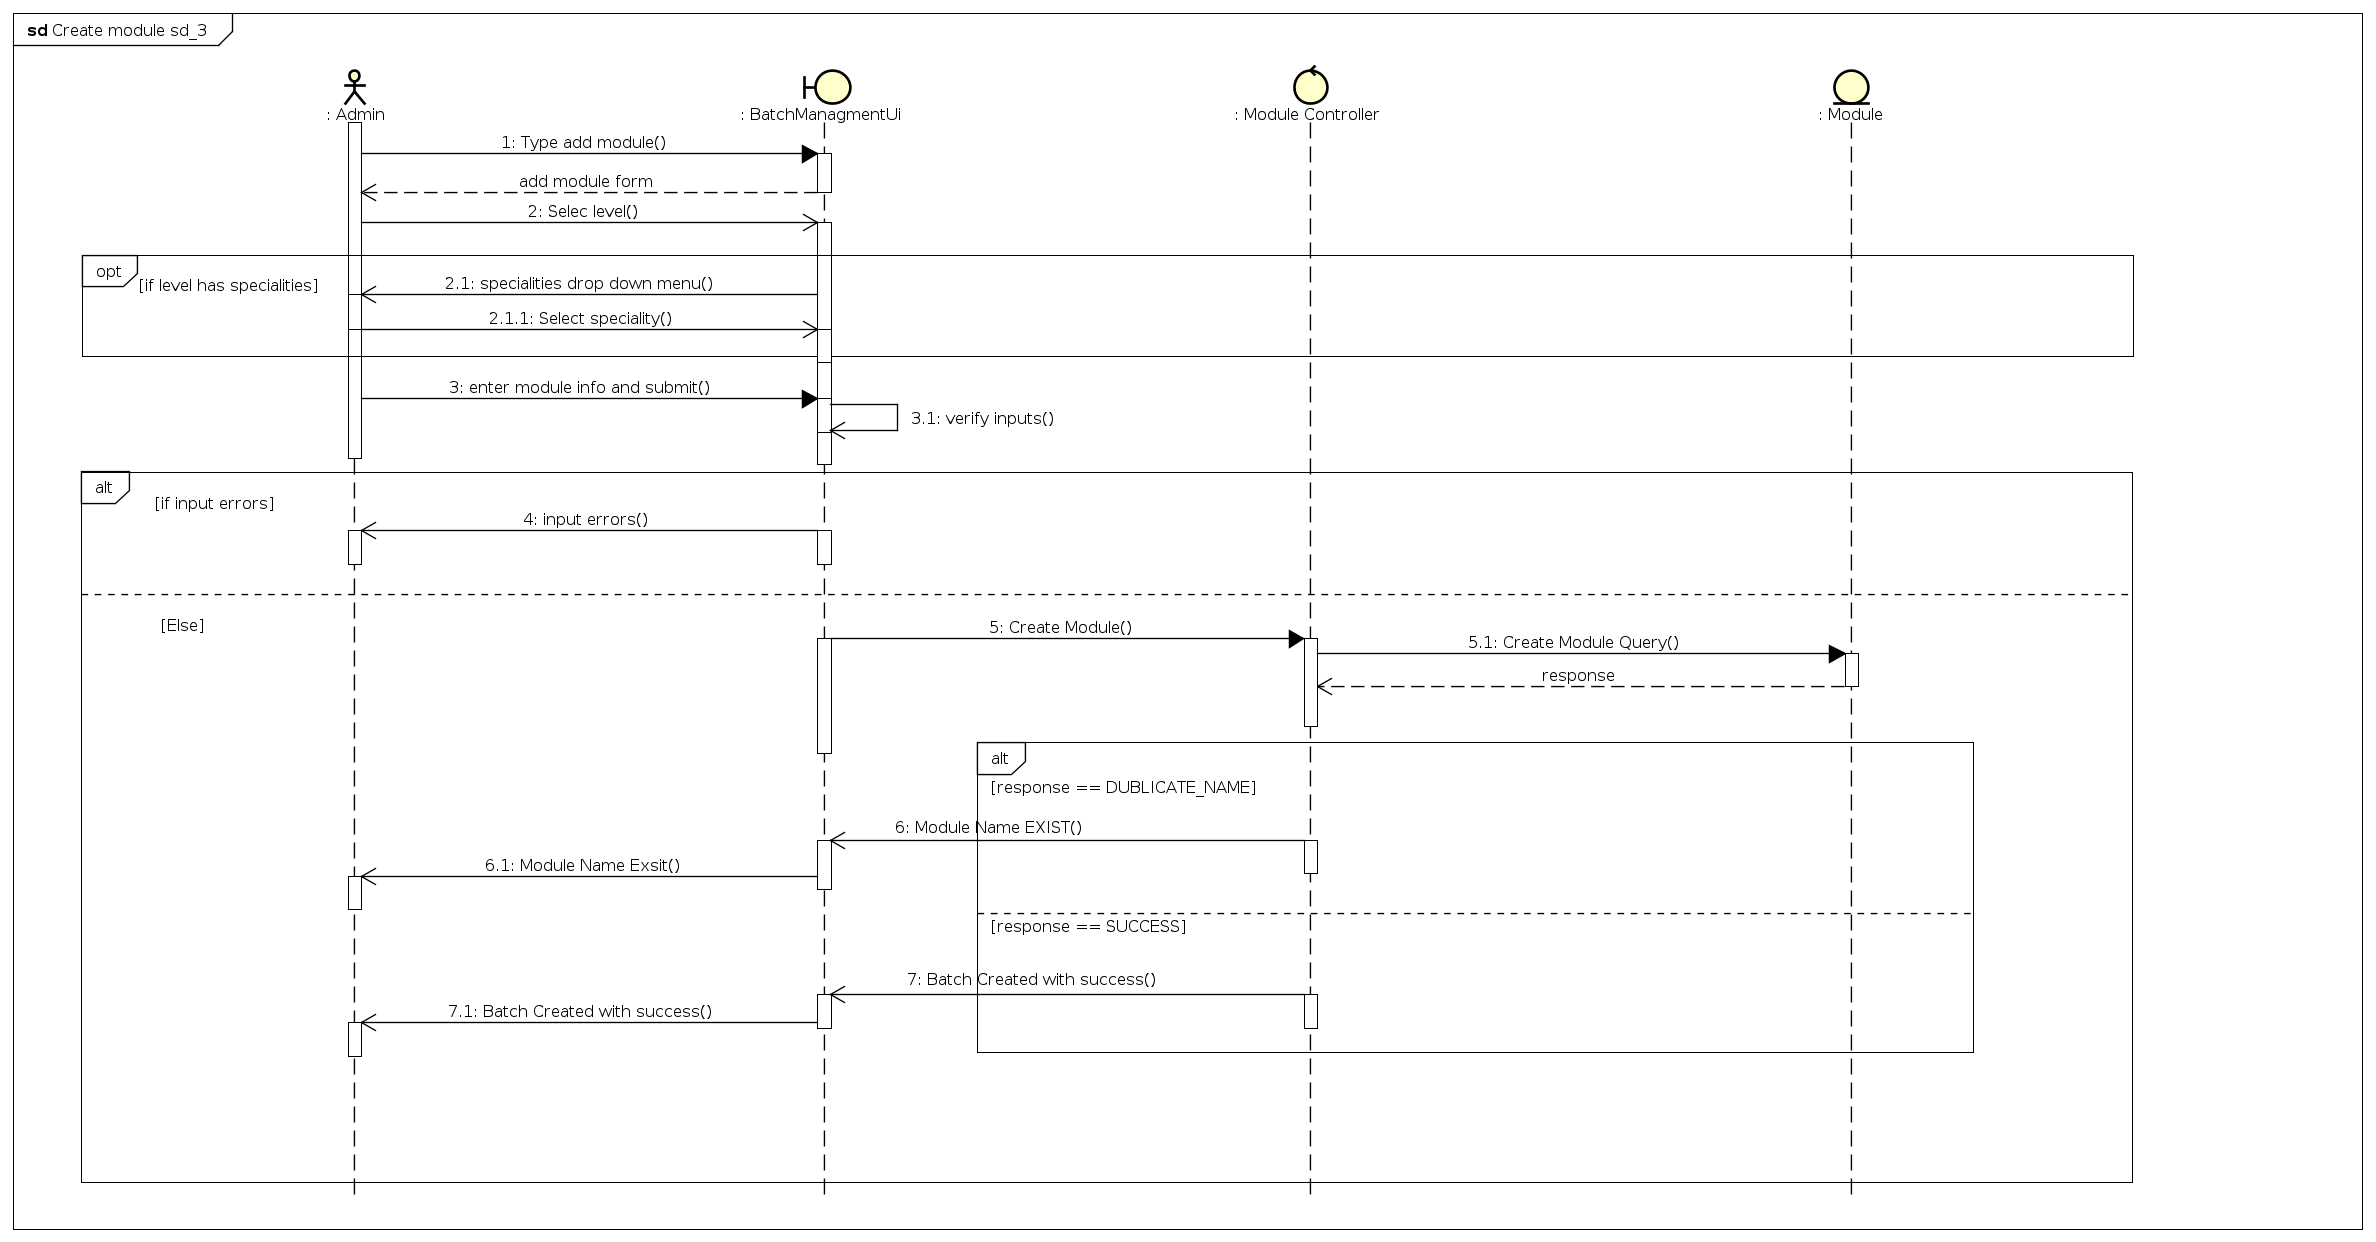 sd Create module sd_3
: Admin
: BatchManagmentUi
: Module Controller
: Module
1: Type add module()
add module form
2: Selec level()
opt
[if level has specialities]
2.1: specialities drop down menu()
2.1.1: Select speciality()
3: enter module info and submit()
3.1: verify inputs()
alt
[if input errors]
4: input errors()
[Else]
5: Create Module()
5.1: Create Module Query()
response
alt
[response == DUBLICATE_NAME]
6: Module Name EXIST()
6.1: Module Name Exsit()
[response == SUCCESS]
7: Batch Created with success()
7.1: Batch Created with success()